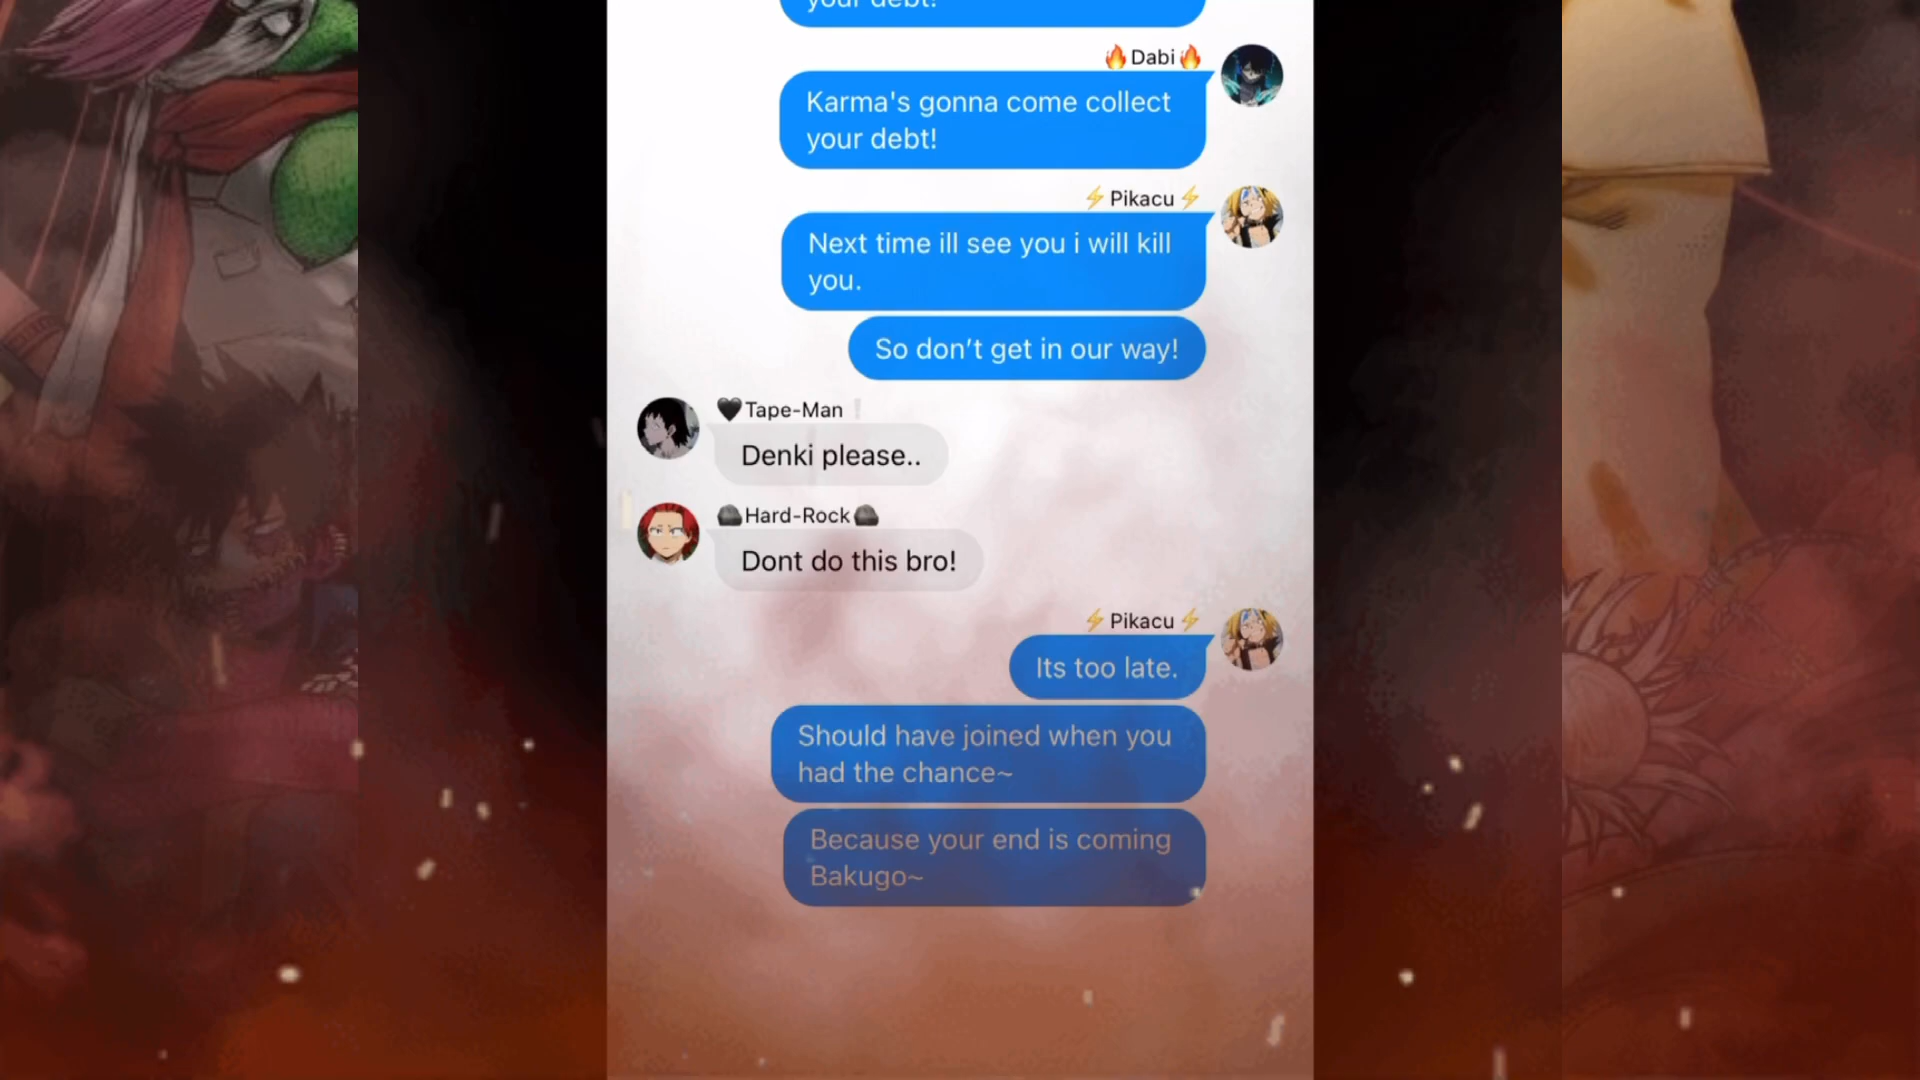 your debt!
🔥Dabi🔥
Karma's gonna come collect
your debt!
⚡Pikacu⚡
Next time ill see you i will kill
you.
So don’t get in our way!
🖤Tape-Man
Denki please..
🪨Hard-Rock🪨
Dont do this bro!
⚡Pikacu⚡
Its too late.
Should have joined when you
had the chance~
Because your end is coming
Bakugo~